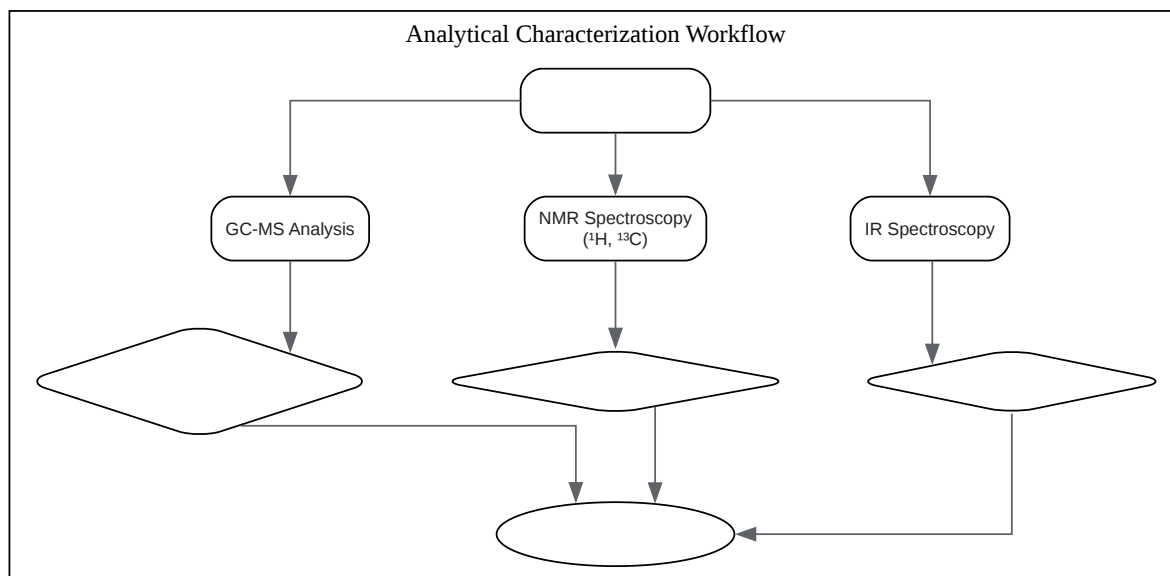 Analytical Characterization Workflow
GC-MS Analysis
NMR Spectroscopy
(¹H, ¹³C)
IR Spectroscopy